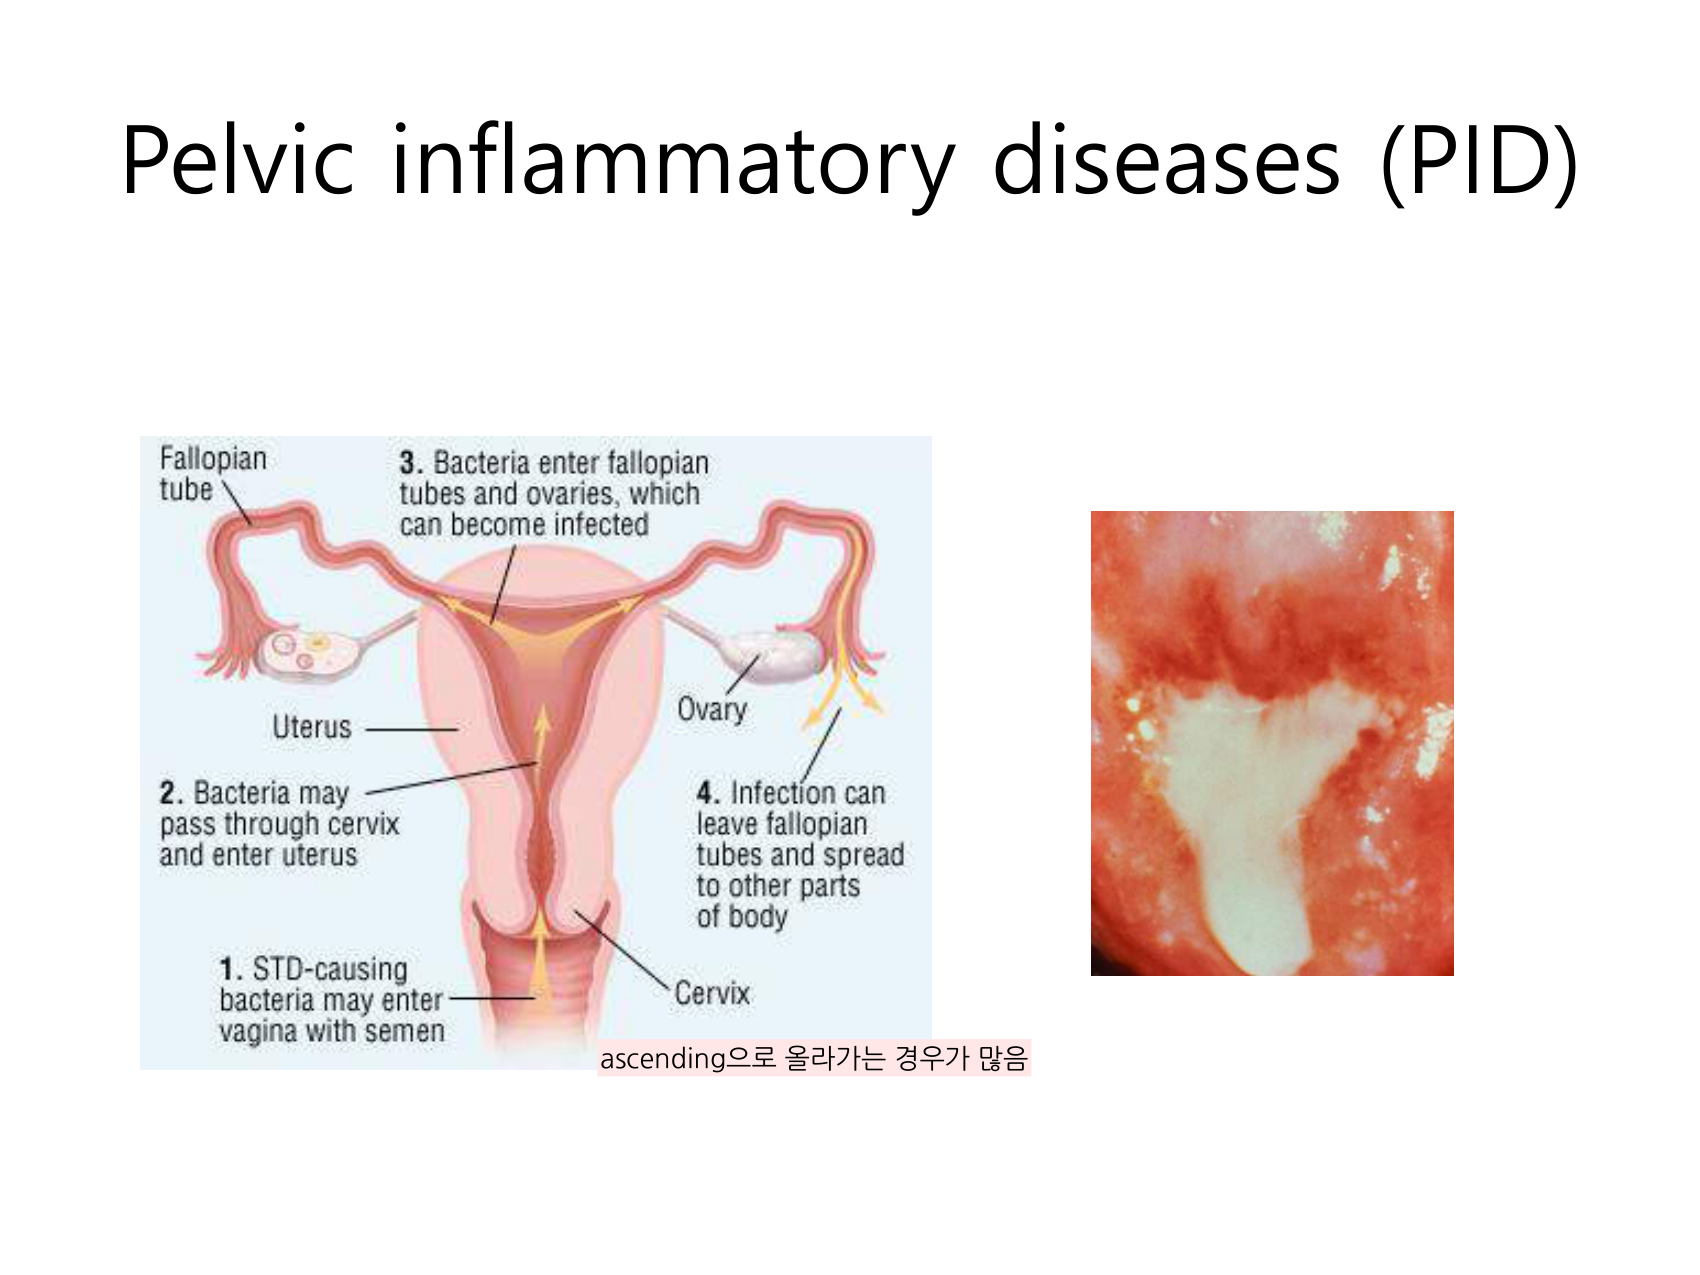 Pelvic inflammatory diseases (PID)
Fallopian
tube
3. Bacteria enter fallopian
tubes and ovaries, which
can become infected
Ovary
Uterus
2. Bacteria may
pass through cervix
and enter uterus
4. Infection can
leave fallopian
tubes and spread
to other parts
of body
1. STD-causing
bacteria may enter
vagina with semen
Cervix
ascending으로 올라가는 경우가 많음